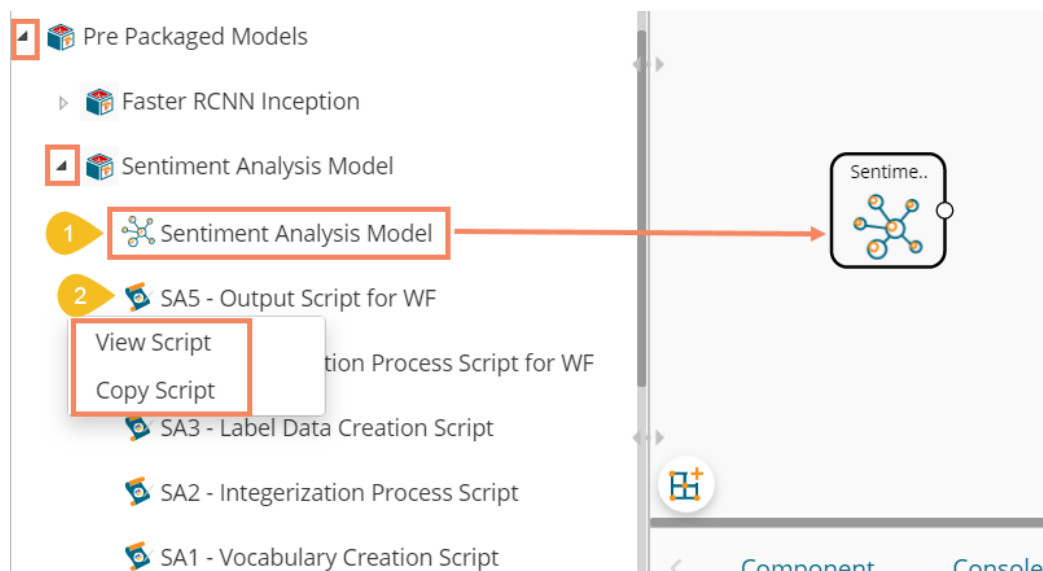 Pre Packaged Models
Faster RCNN Inception
Sentiment Analysis Model
Sentime..
1 Sentiment Analysis Model
2 SA5 - Output Script for WF
View Script
tion Process Script for WF
Copy Script
SA3 - Label Data Creation Script
SA2 - Integerization Process Script
SA1 - Vocabulary Creation Script
Component Console